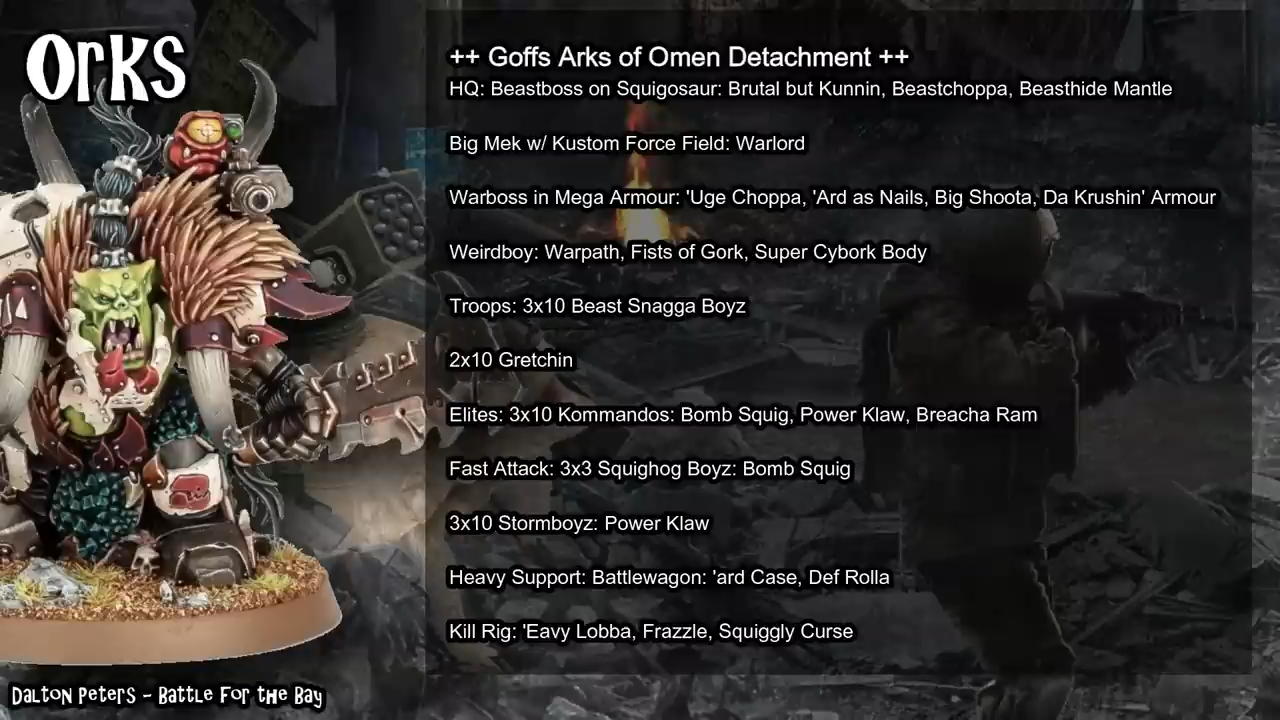 Orks
++ Goffs Arks of Omen Detachment ++
HQ: Beastboss on Squigosaur: Brutal but Kunnin, Beastchoppa, Beasthide Mantle
Big Mek w/ Kustom Force Field: Warlord
Warboss in Mega Armour: 'Uge Choppa, 'Ard as Nails, Big Shoota, Da Krushin' Armour
Weirdboy: Warpath, Fists of Gork, Super Cybork Body
Troops: 3x10 Beast Snagga Boyz
2x10 Gretchin
Elites: 3x10 Kommandos: Bomb Squig, Power Klaw, Breacha Ram
Fast Attack: 3x3 Squighog Boyz: Bomb Squig
3x10 Stormboyz: Power Klaw
Heavy Support: Battlewagon: 'ard Case, Def Rolla
Kill Rig: 'Eavy Lobba, Frazzle, Squiggly Curse
Dalton Peters - Battle For the Bay